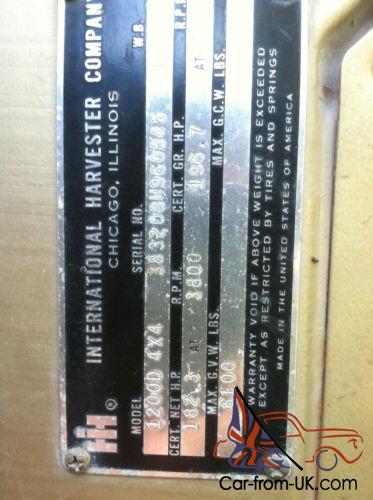 INTERNATIONAL HARVESTER COMPANY
CHICAGO, ILLINOIS
MODEL SERIAL NO. W.B.
1200D 4X4
CERT. NET H.P. R.P.M. CERT. GR. H.P. R.P.M.
182.3 AT 3800 196.7 AT
MAX. G.V.W. LBS. MAX. G.C.W. LBS.
6100
WARRANTY VOID IF ABOVE WEIGHT IS EXCEEDED
EXCEPT AS RESTRICTED BY TIRES AND SPRINGS
MADE IN THE UNITED STATES OF AMERICA
Car-from-UK.com